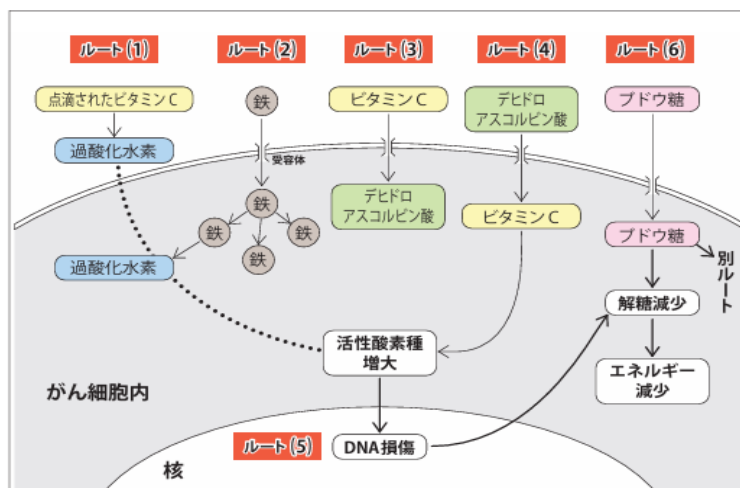 ルート(1)
ルート(2)
ルート(3)
ルート(4)
ルート(6)
点滴されたビタミンC
鉄
ビタミンC
デヒドロ
アスコルビン酸
ブドウ糖
過酸化水素
受容体
鉄
鉄
鉄
鉄
デヒドロ
アスコルビン酸
ビタミンC
ブドウ糖
別ルート
過酸化水素
解糖減少
活性酸素種
増大
エネルギー
減少
がん細胞内
ルート(5)
DNA損傷
核